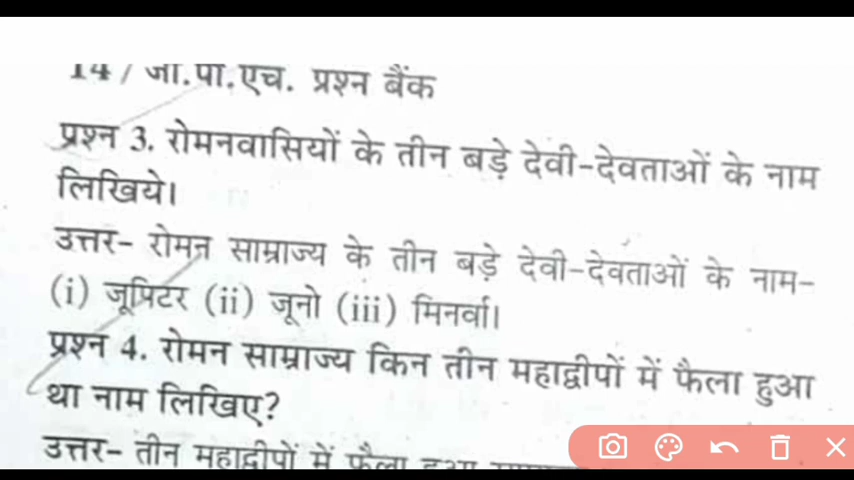 14 / जी.पी.एच. प्रश्न बैंक
प्रश्न 3. रोमनवासियों के तीन बड़े देवी-देवताओं के नाम
लिखिये।
उत्तर- रोमन साम्राज्य के तीन बड़े देवी-देवताओं के नाम-
(i) जूपिटर (ii) जूनो (iii) मिनर्वा।
प्रश्न 4. रोमन साम्राज्य किन तीन महाद्वीपों में फैला हुआ
था नाम लिखिए?
उत्तर- तीन महाद्वीपों में फैला हुआ